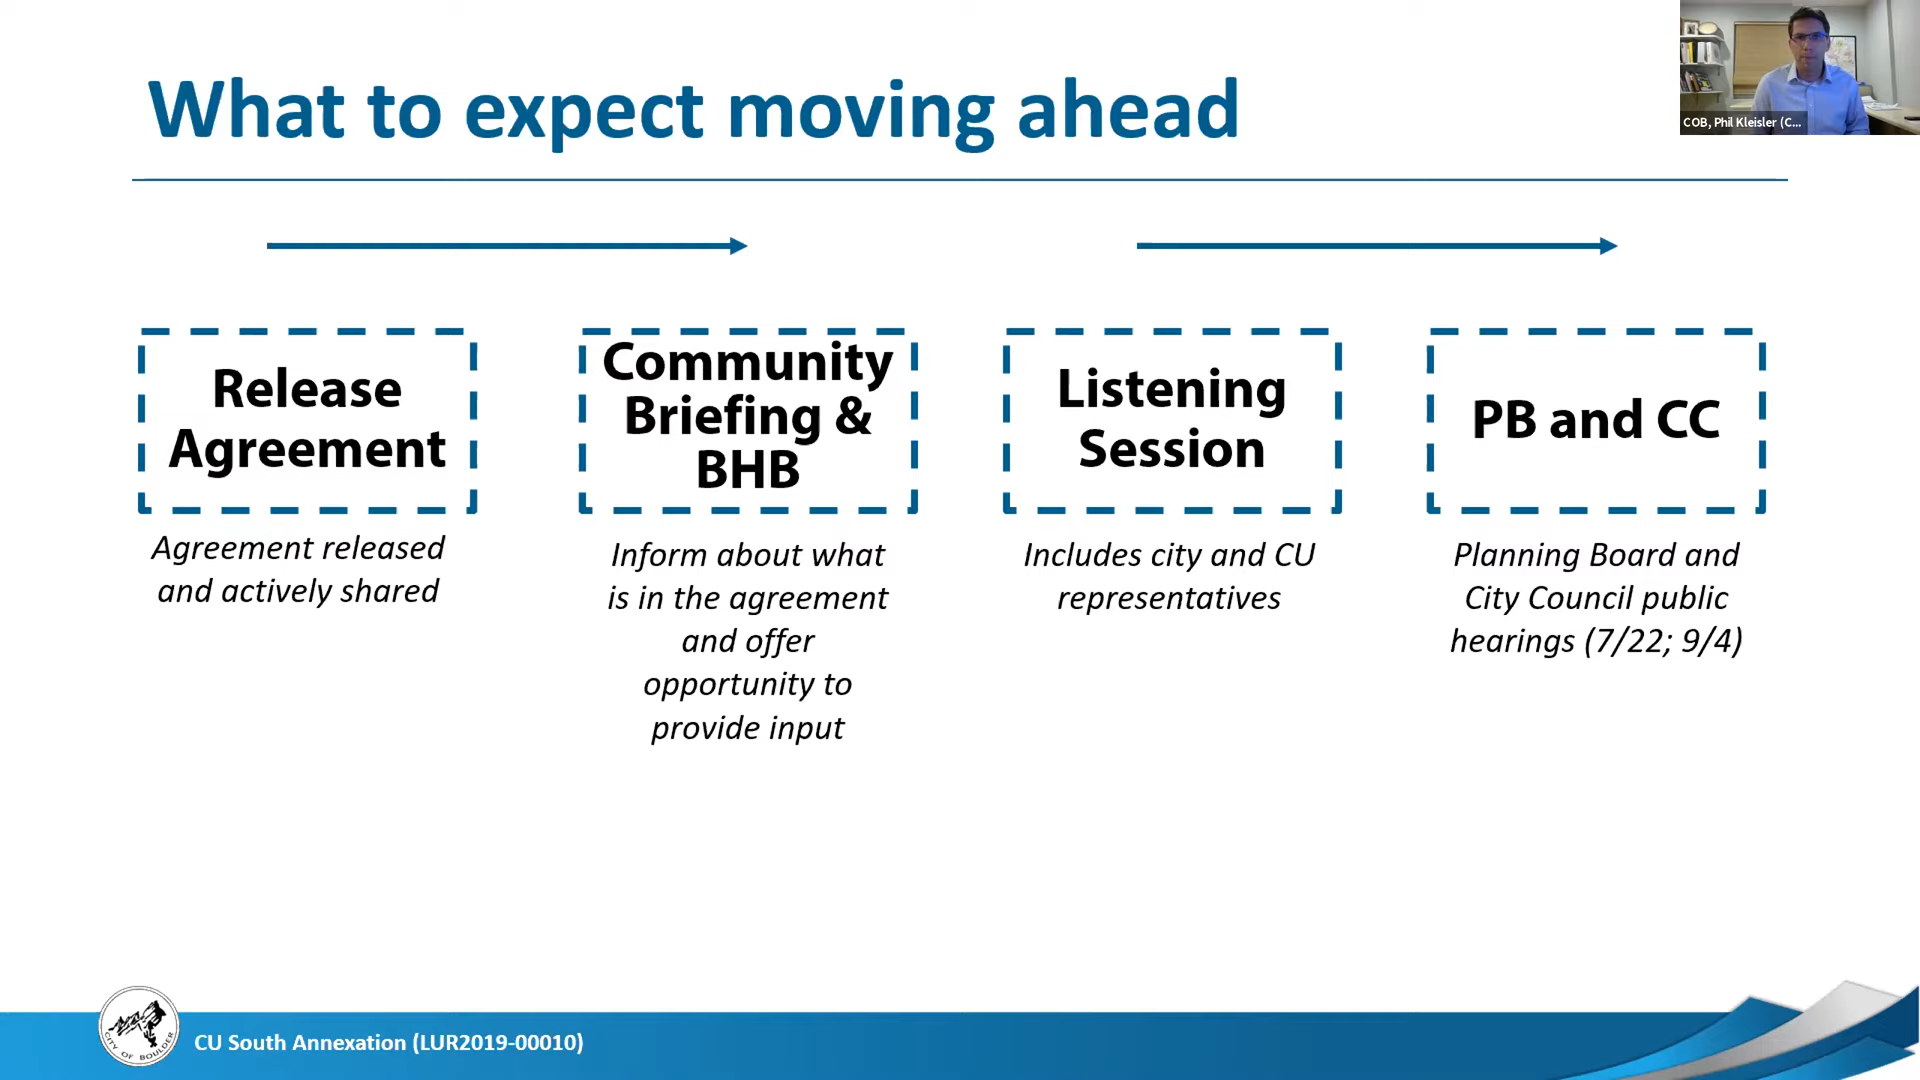 What to expect moving ahead
COB, Phil Kleisler (C...
Release
Agreement
Agreement released
and actively shared
Community
Briefing &
BHB
Inform about what
is in the agreement
and offer
opportunity to
provide input
Listening
Session
Includes city and CU
representatives
PB and CC
Planning Board and
City Council public
hearings (7/22; 9/4)
CITY OF BOULDER
CU South Annexation (LUR2019-00010)